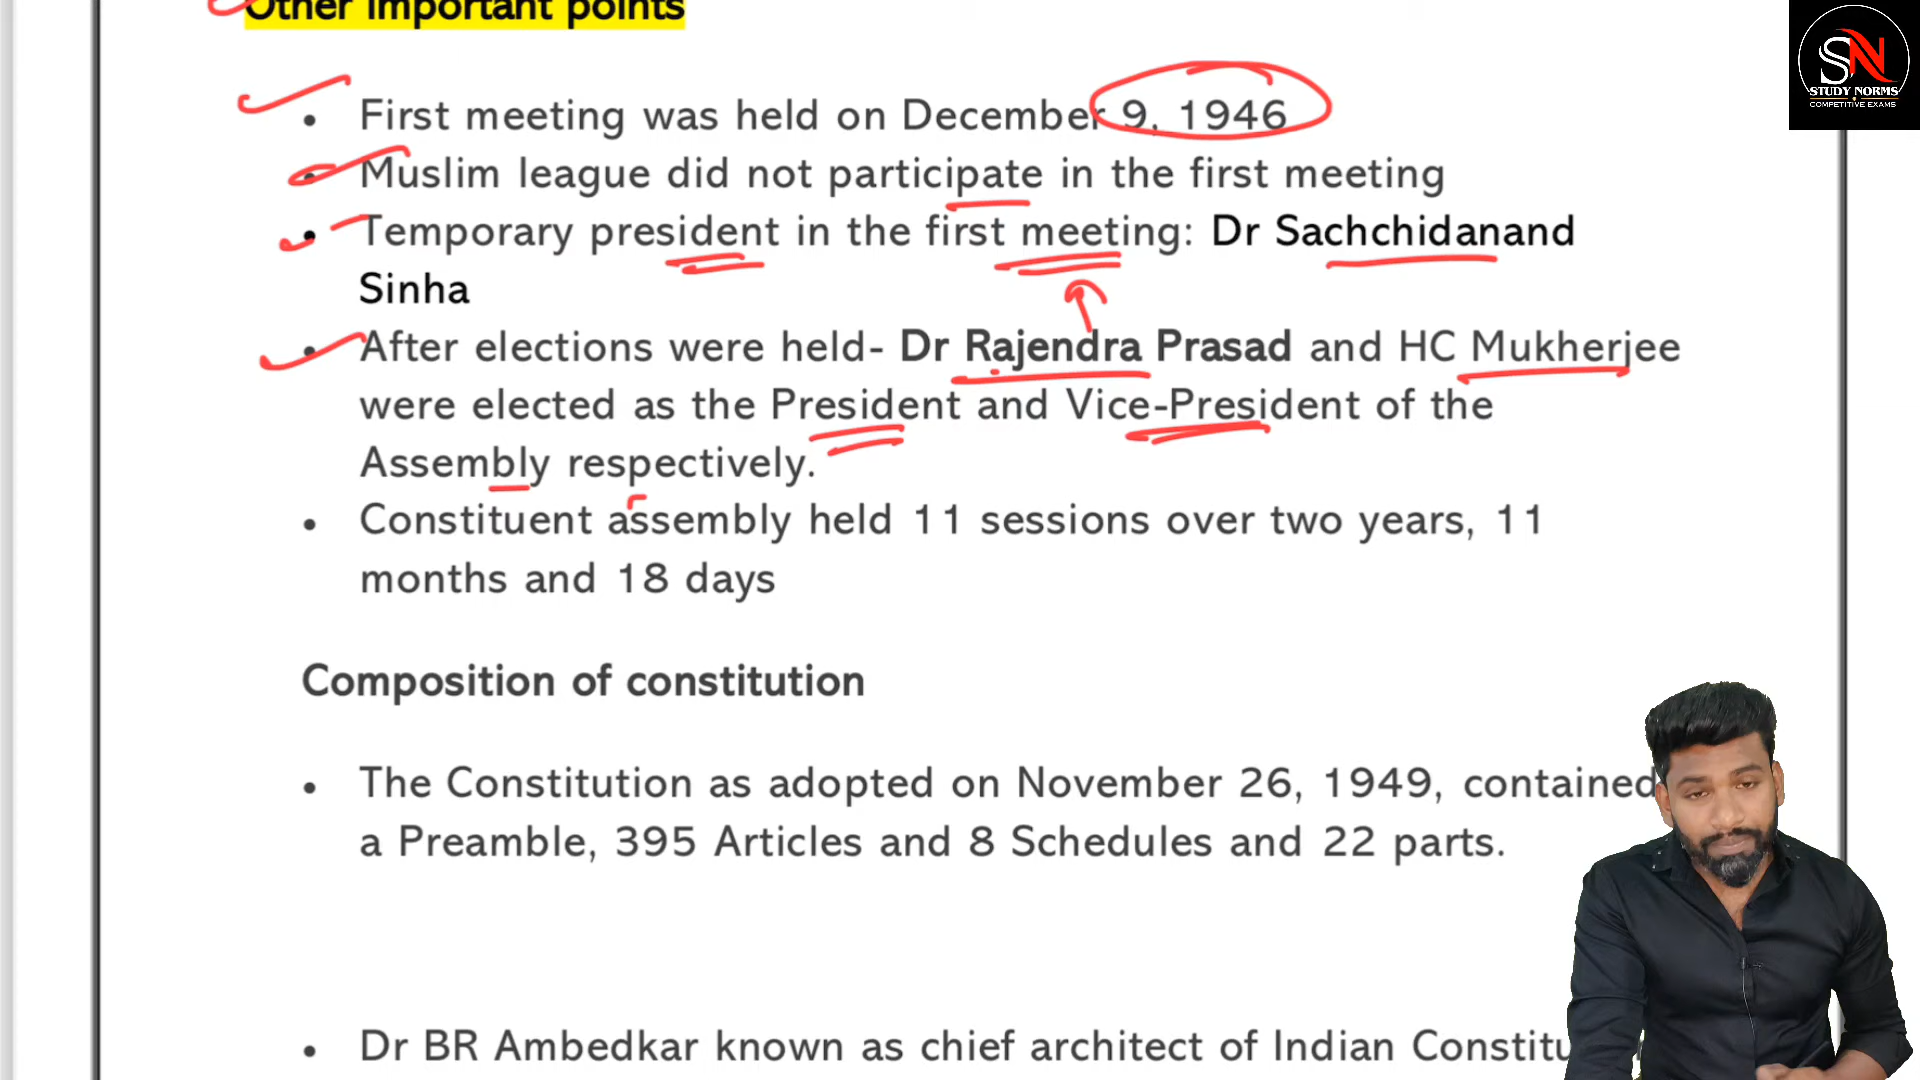 Other important points
SN
STUDY NORMS
COMPETITIVE EXAMS
• First meeting was held on December 9, 1946
• Muslim league did not participate in the first meeting
• Temporary president in the first meeting: Dr Sachchidanand
Sinha
• After elections were held- Dr Rajendra Prasad and HC Mukherjee
were elected as the President and Vice-President of the
Assembly respectively.
• Constituent assembly held 11 sessions over two years, 11
months and 18 days
Composition of constitution
• The Constitution as adopted on November 26, 1949, contained
a Preamble, 395 Articles and 8 Schedules and 22 parts.
• Dr BR Ambedkar known as chief architect of Indian